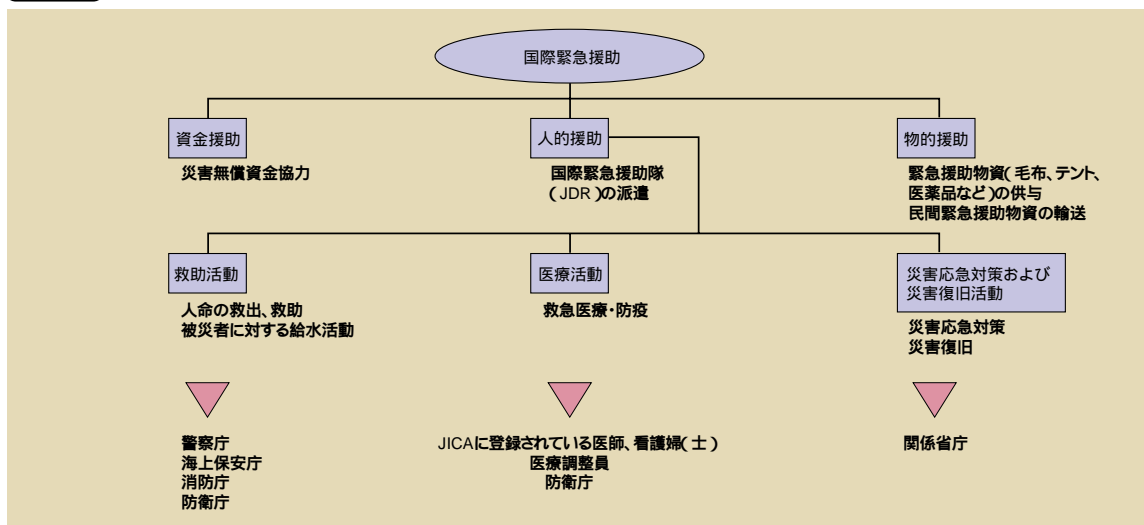 国際緊急援助
資金援助
災害無償資金協力
人的援助
国際緊急援助隊
(JDR)の派遣
物的援助
緊急援助物資(毛布、テント、
医薬品など)の供与
民間緊急援助物資の輸送
救助活動
人命の救出、救助
被災者に対する給水活動
医療活動
救急医療・防疫
災害応急対策および
災害復旧活動
災害応急対策
災害復旧
警察庁
海上保安庁
消防庁
防衛庁
JICAに登録されている医師、看護婦(士)
医療調整員
防衛庁
関係省庁